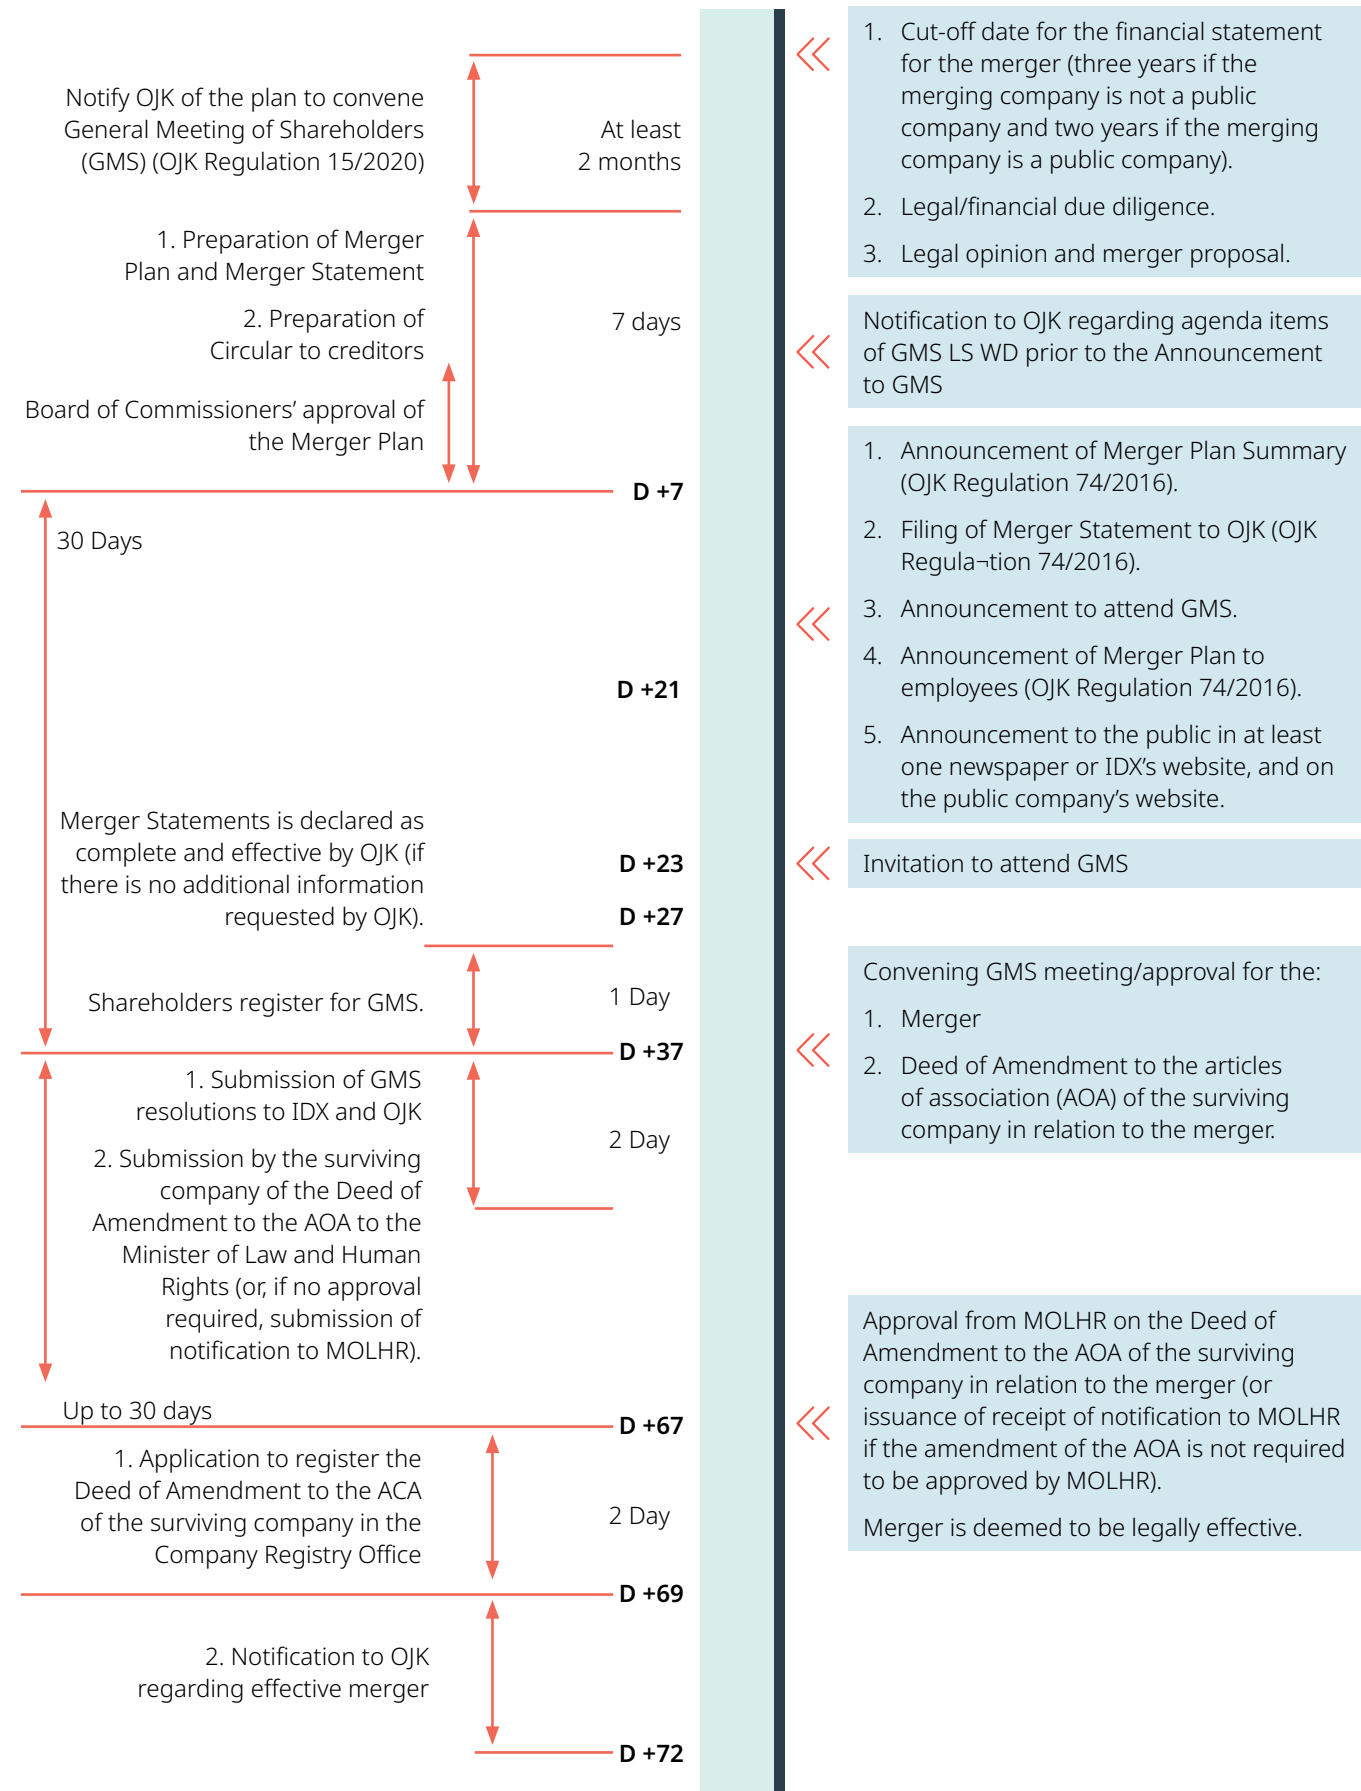 Notify OJK of the plan to convene
General Meeting of Shareholders
(GMS) (OJK Regulation 15/2020)
At least
2 months
1. Preparation of Merger
Plan and Merger Statement
2. Preparation of
Circular to creditors
7 days
Board of Commissioners’ approval of
the Merger Plan
D +7
30 Days
D +21
Merger Statements is declared as
complete and effective by OJK (if
there is no additional information
requested by OJK).
D +23
D +27
Shareholders register for GMS.
1 Day
D +37
1. Submission of GMS
resolutions to IDX and OJK
2. Submission by the surviving
company of the Deed of
Amendment to the AOA to the
Minister of Law and Human
Rights (or, if no approval
required, submission of
notification to MOLHR).
2 Day
Up to 30 days
D +67
1. Application to register the
Deed of Amendment to the ACA
of the surviving company in the
Company Registry Office
2 Day
D +69
2. Notification to OJK
regarding effective merger
D +72
1. Cut-off date for the financial statement
for the merger (three years if the
merging company is not a public
company and two years if the merging
company is a public company).
2. Legal/financial due diligence.
3. Legal opinion and merger proposal.
Notification to OJK regarding agenda items
of GMS LS WD prior to the Announcement
to GMS
1. Announcement of Merger Plan Summary
(OJK Regulation 74/2016).
2. Filing of Merger Statement to OJK (OJK
Regula¬tion 74/2016).
3. Announcement to attend GMS.
4. Announcement of Merger Plan to
employees (OJK Regulation 74/2016).
5. Announcement to the public in at least
one newspaper or IDX’s website, and on
the public company’s website.
Invitation to attend GMS
Convening GMS meeting/approval for the:
1. Merger
2. Deed of Amendment to the articles
of association (AOA) of the surviving
company in relation to the merger.
Approval from MOLHR on the Deed of
Amendment to the AOA of the surviving
company in relation to the merger (or
issuance of receipt of notification to MOLHR
if the amendment of the AOA is not required
to be approved by MOLHR).
Merger is deemed to be legally effective.